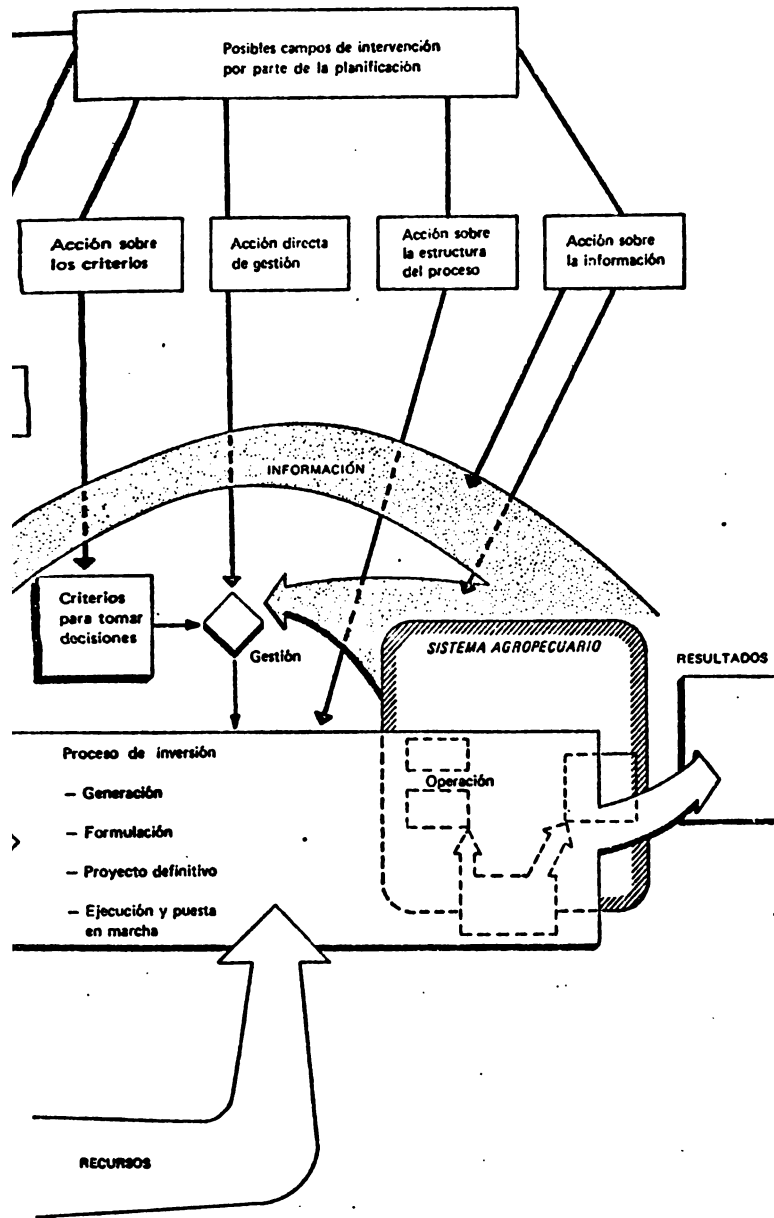 Posibles campos de intervención
por parte de la planificación
Acción sobre
los criterios
Acción directa
de gestión
Acción sobre
la estructura
del proceso
Acción sobre
la información
INFORMACIÓN
Criterios
para tomar
decisiones
Gestión
SISTEMA AGROPECUARIO
RESULTADOS
Proceso de inversión
– Generación
– Formulación
– Proyecto definitivo
– Ejecución y puesta
en marcha
Operación
RECURSOS